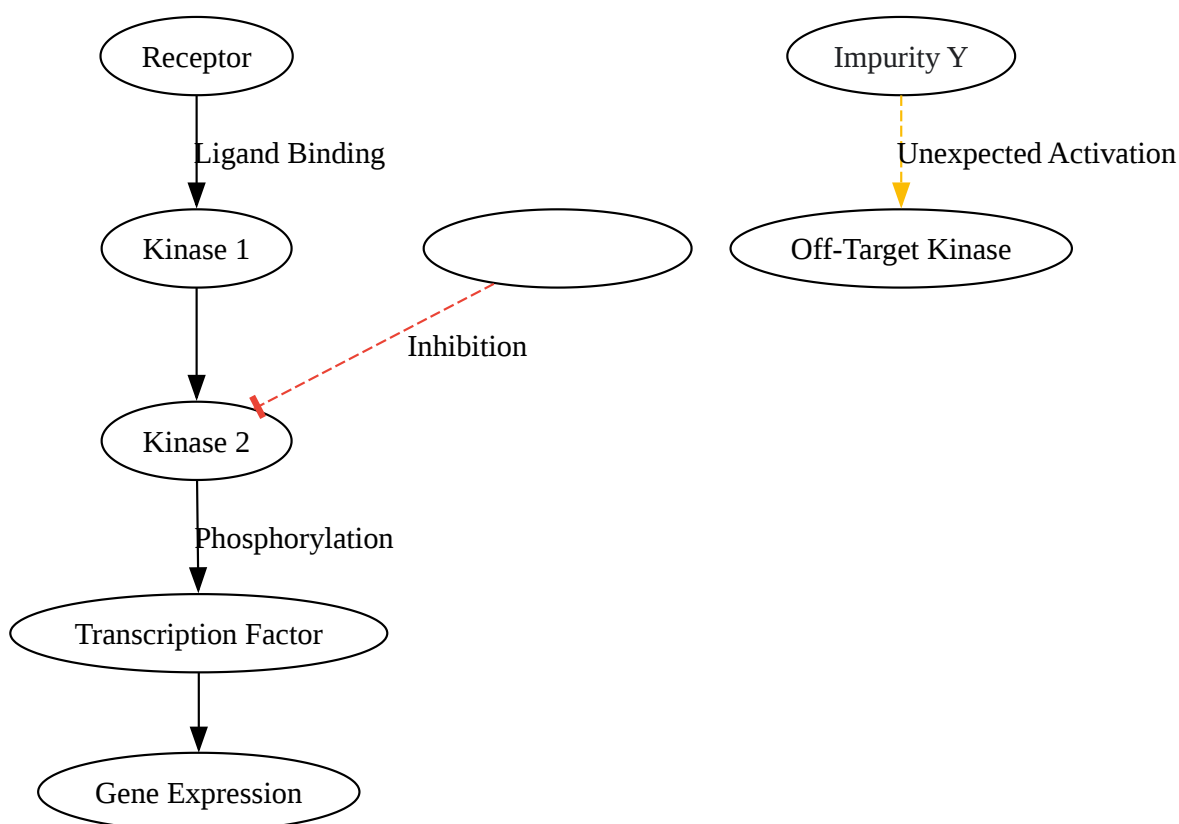 Receptor
Impurity Y
Ligand Binding
Unexpected Activation
Kinase 1
Off-Target Kinase
Inhibition
Kinase 2
Phosphorylation
Transcription Factor
Gene Expression